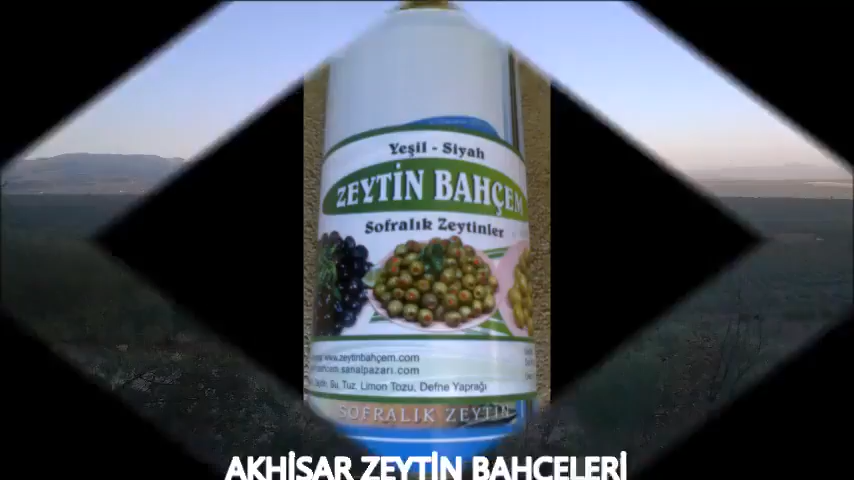 Yeşil - Siyah
ZEYTİN BAHÇEM
Sofralık Zeytinler
www.zeytinbahçem.com
sanalpazarı.com
Su, Tuz, Limon Tozu, Defne Yaprağı
SOFRALIK ZEYTİN
AKHİSAR ZEYTİN BAHÇELERİ